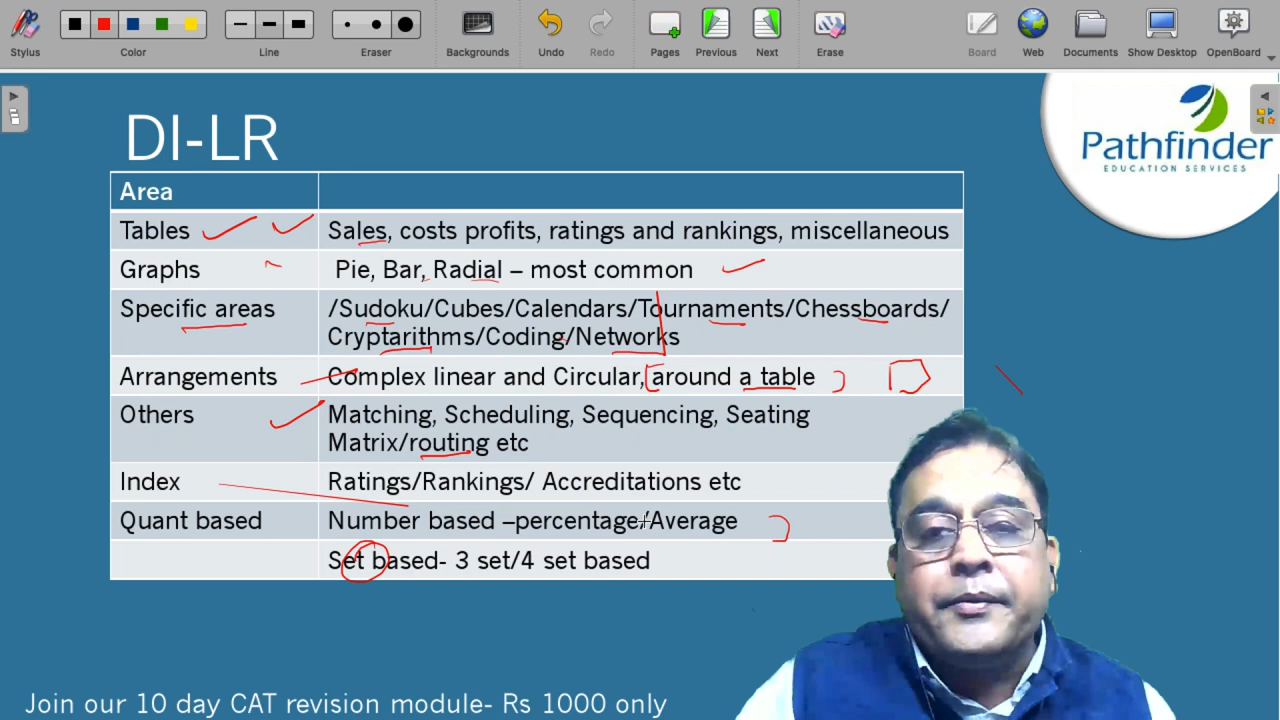 Stylus
Color
Line
Eraser
Backgrounds
Undo
Redo
Pages
Previous
Next
Erase
Board
Web
Documents
Show Desktop
OpenBoard
Pathfinder
EDUCATION SERVICES
DI-LR
Area
Tables Sales, costs profits, ratings and rankings, miscellaneous
Graphs Pie, Bar, Radial – most common
Specific areas /Sudoku/Cubes/Calendars/Tournaments/Chessboards/
Cryptarithms/Coding/Networks
Arrangements Complex linear and Circular, around a table
Others Matching, Scheduling, Sequencing, Seating
Matrix/routing etc
Index Ratings/Rankings/ Accreditations etc
Quant based Number based –percentage/Average
Set based- 3 set/4 set based
Join our 10 day CAT revision module- Rs 1000 only